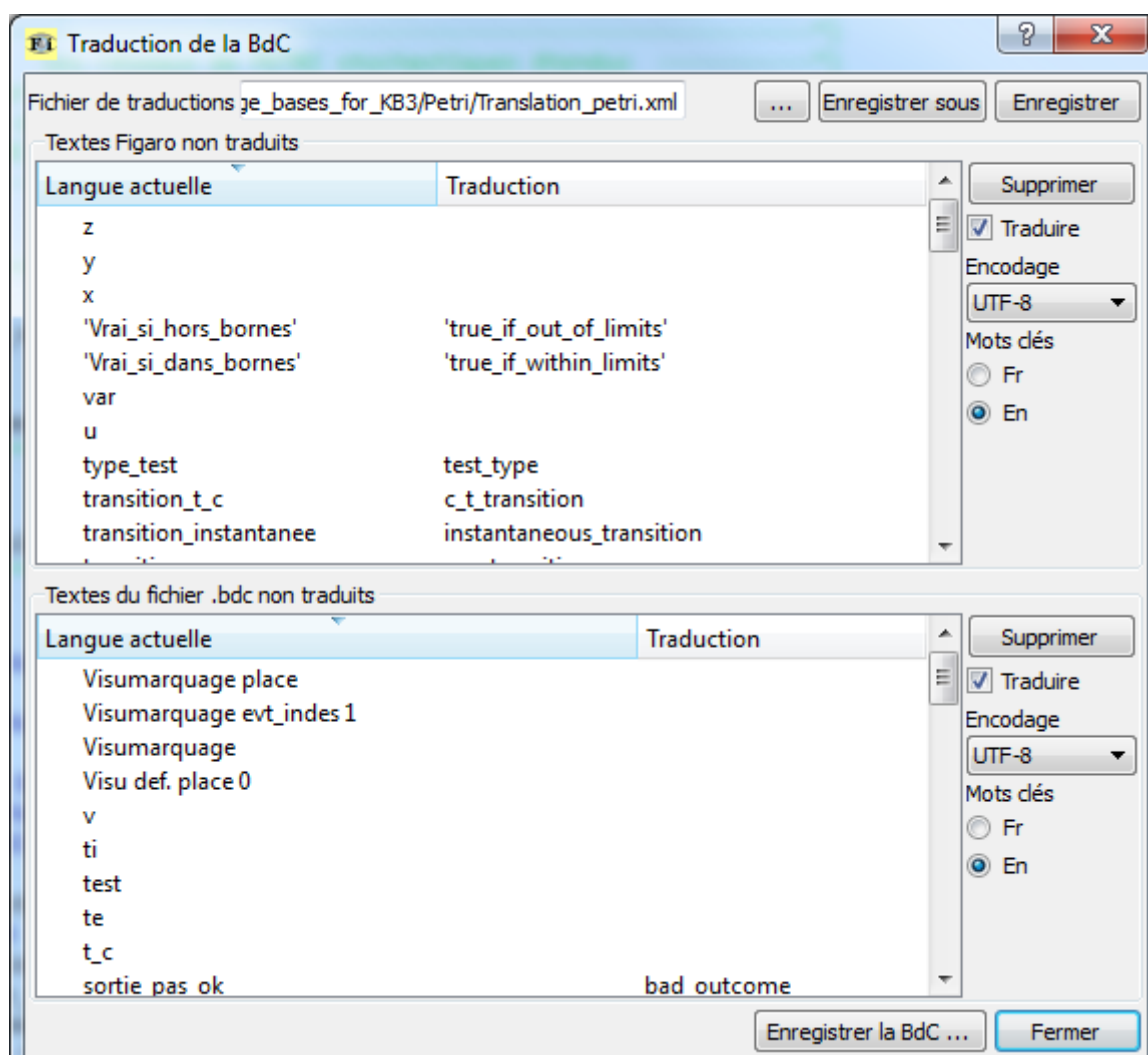 Traduction de la BdC
Fichier de traductions ge_bases_for_KB3/Petri/Translation_petri.xml ... Enregistrer sous Enregistrer
Textes Figaro non traduits
Langue actuelle Traduction Supprimer
z Traduire
y Encodage
x UTF-8
'Vrai_si_hors_bornes' 'true_if_out_of_limits' Mots clés
'Vrai_si_dans_bornes' 'true_if_within_limits' Fr
var En
u
type_test test_type
transition_t_c c_t_transition
transition_instantanee instantaneous_transition
Textes du fichier .bdc non traduits
Langue actuelle Traduction Supprimer
Visumarquage place Traduire
Visumarquage evt_indes 1 Encodage
Visumarquage UTF-8
Visu def. place 0 Mots clés
v Fr
ti En
test
te
t_c
sortie_pas_ok bad_outcome
Enregistrer la BdC ... Fermer